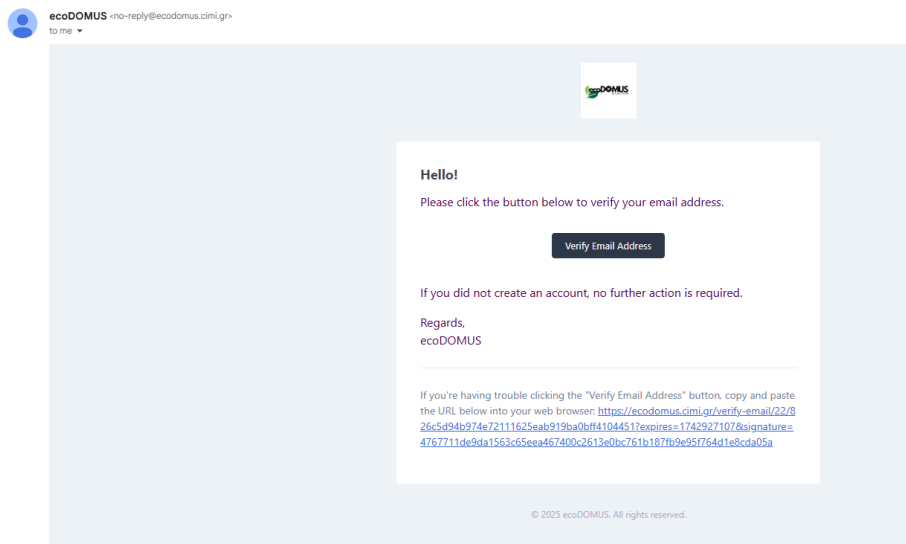 ecoDOMUS <no-reply@ecodomus.cimi.gr>
to me
ecoDOMUS
Hello!
Please click the button below to verify your email address.
Verify Email Address
If you did not create an account, no further action is required.
Regards,
ecoDOMUS
If you're having trouble clicking the "Verify Email Address" button, copy and paste
the URL below into your web browser: https://ecodomus.cimi.gr/verify-email/22/8
26c5d94b974e72111625eab919ba0bff4104451?expires=1742927107&signature=
4767711de9da1563c65eea467400c2613e0bc761b187fb9e95f764d1e8cda05a
© 2025 ecoDOMUS. All rights reserved.